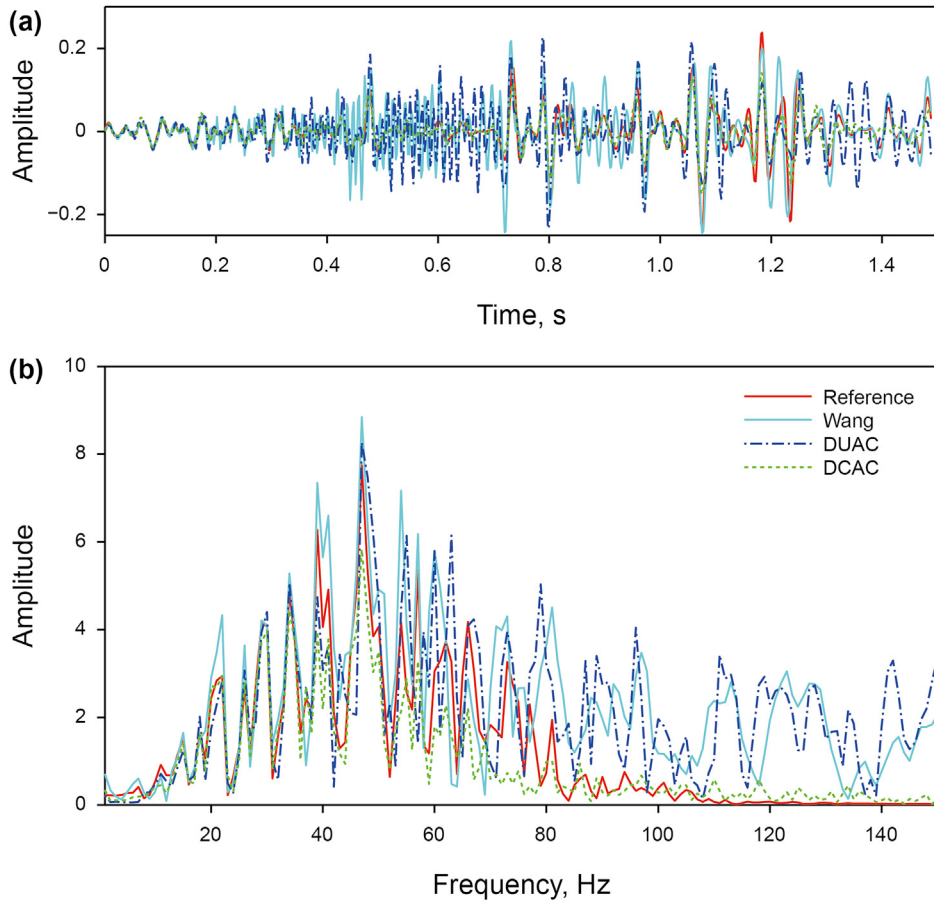 (a)
Amplitude
0.2
0
−0.2
0 0.2 0.4 0.6 0.8 1.0 1.2 1.4
Time, s
(b)
Amplitude
10
8
6
4
2
0
Reference
Wang
DUAC
DCAC
20 40 60 80 100 120 140
Frequency, Hz